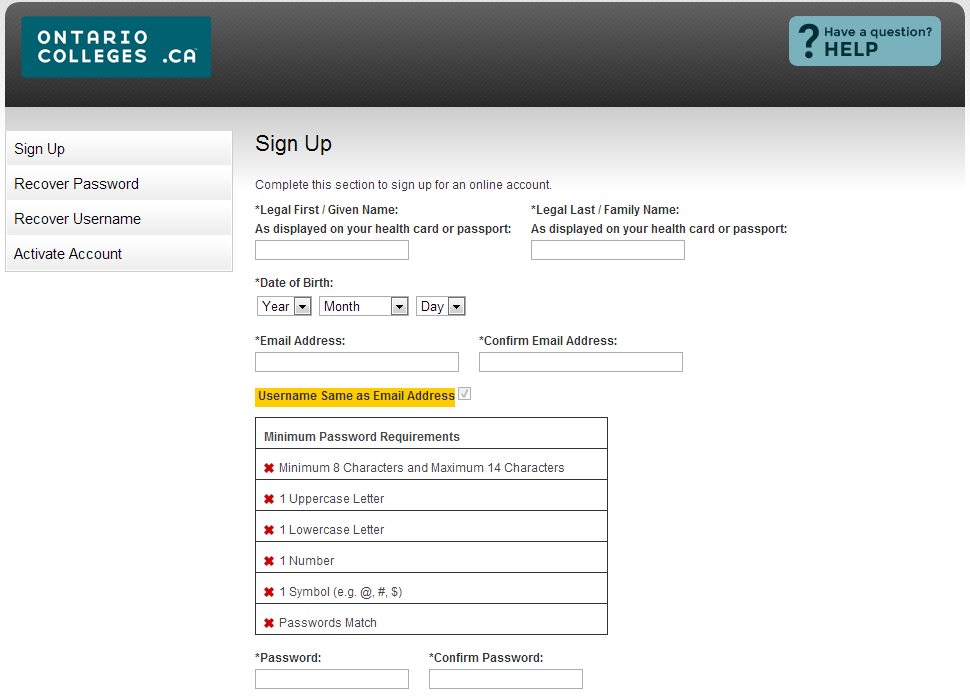 ONTARIO
COLLEGES .CA
Have a question?
HELP
Sign Up
Recover Password
Recover Username
Activate Account
Sign Up
Complete this section to sign up for an online account.
*Legal First / Given Name:
As displayed on your health card or passport:
*Legal Last / Family Name:
As displayed on your health card or passport:
*Date of Birth:
Year
Month
Day
*Email Address:
*Confirm Email Address:
Username Same as Email Address
Minimum Password Requirements
Minimum 8 Characters and Maximum 14 Characters
1 Uppercase Letter
1 Lowercase Letter
1 Number
1 Symbol (e.g. @, #, $)
Passwords Match
*Password:
*Confirm Password: